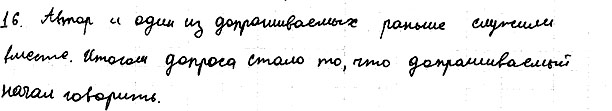 16. Автор и один из допрашиваемых раньше служили
вместе. Итогом допроса стало то, что допрашиваемый
начал говорить.